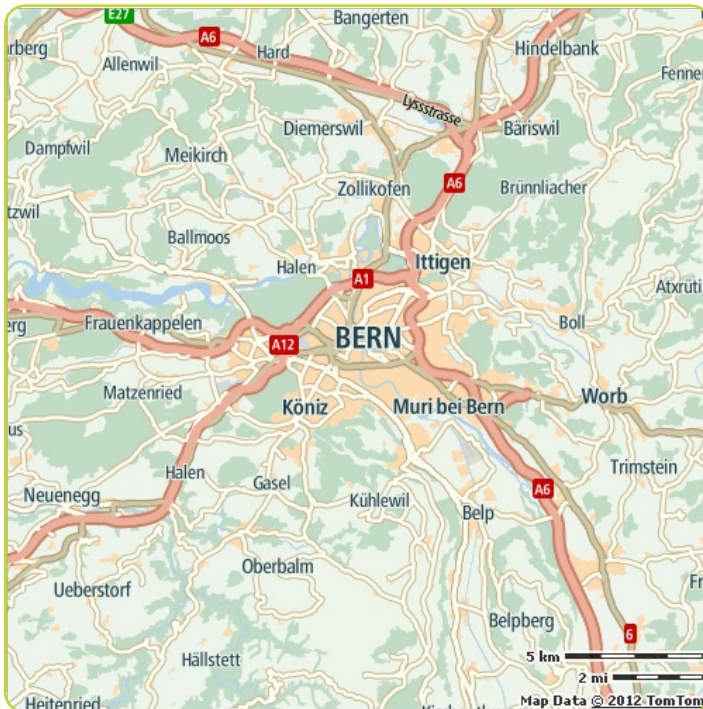 E27
Bangerten
A6
arberg
Hard
Hindelbank
Allenwil
Fenner
Lyssstrasse
Diemerswil
Bäriswil
Dampfwil
Meikirch
A6
Zollikofen
Brünnliacher
tzwil
Ballmoos
Halen
Ittigen
A1
Atxrüti
erg
Frauenkappelen
Boll
BERN
A12
Matzenried
Worb
Köniz
Muri bei Bern
us
Halen
Trimstein
Gasel
A6
Neuenegg
Kühlewil
Belp
Oberbalm
Ueberstorf
Fr
Belpberg
6
5 km
Hällstett
2 mi
Heitenried
Map Data © 2012 TomTom